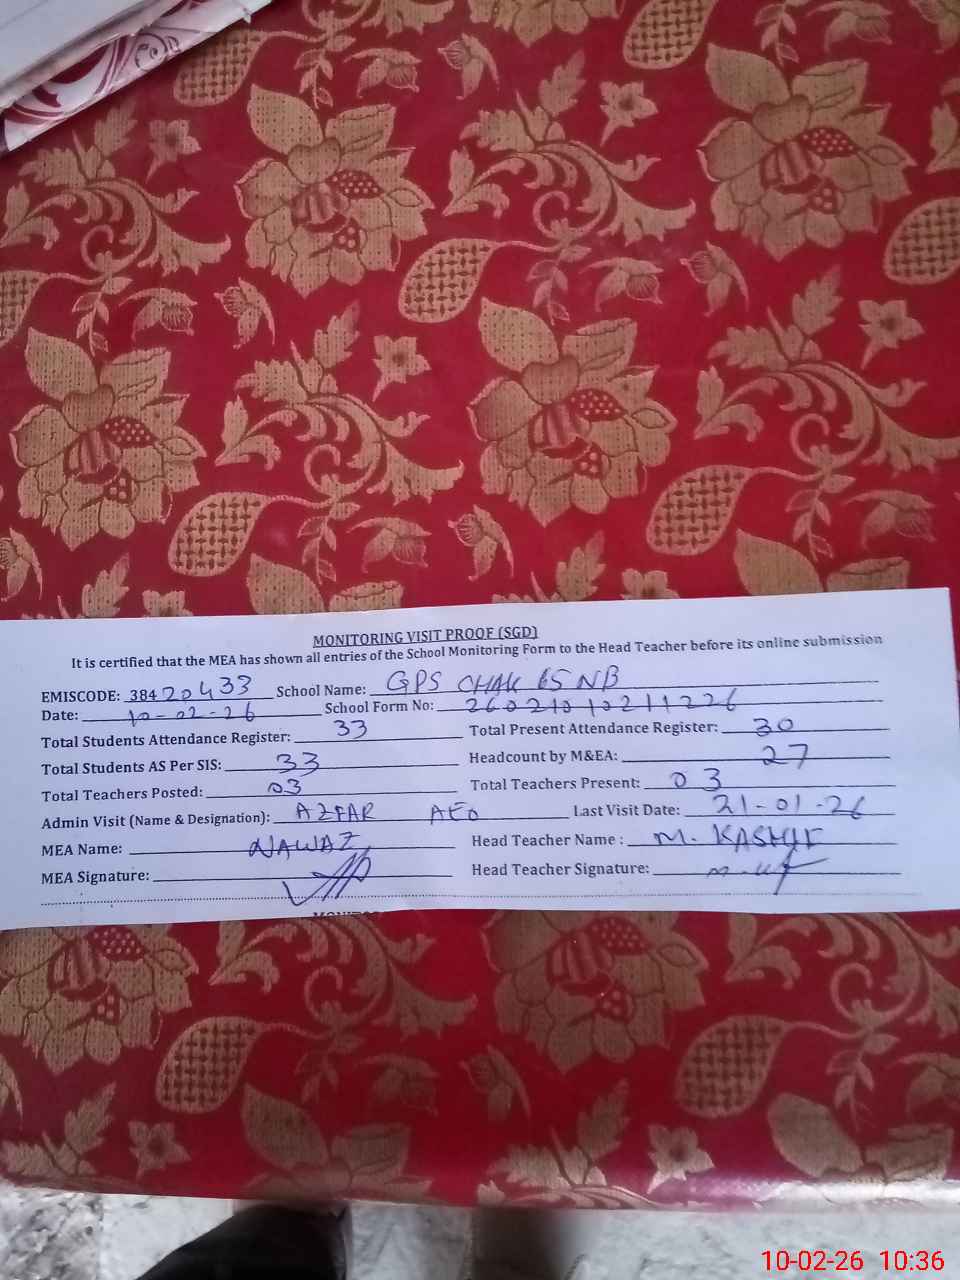 MONITORING VISIT PROOF (SGD)
It is certified that the MEA has shown all entries of the School Monitoring Form to the Head Teacher before its online submission
EMISCODE: 38420433 School Name: GPS CHAK 65 NB
Date: 10-02-26 School Form No: 26021010211226
Total Students Attendance Register: 33 Total Present Attendance Register: 30
Total Students AS Per SIS: 33 Headcount by M&EA: 27
Total Teachers Posted: 03 Total Teachers Present: 03
Admin Visit (Name & Designation): AZFAR AEO Last Visit Date: 21-01-26
MEA Name: NAWAZ Head Teacher Name : M. KASHIF
MEA Signature: Head Teacher Signature:
10-02-26 10:36